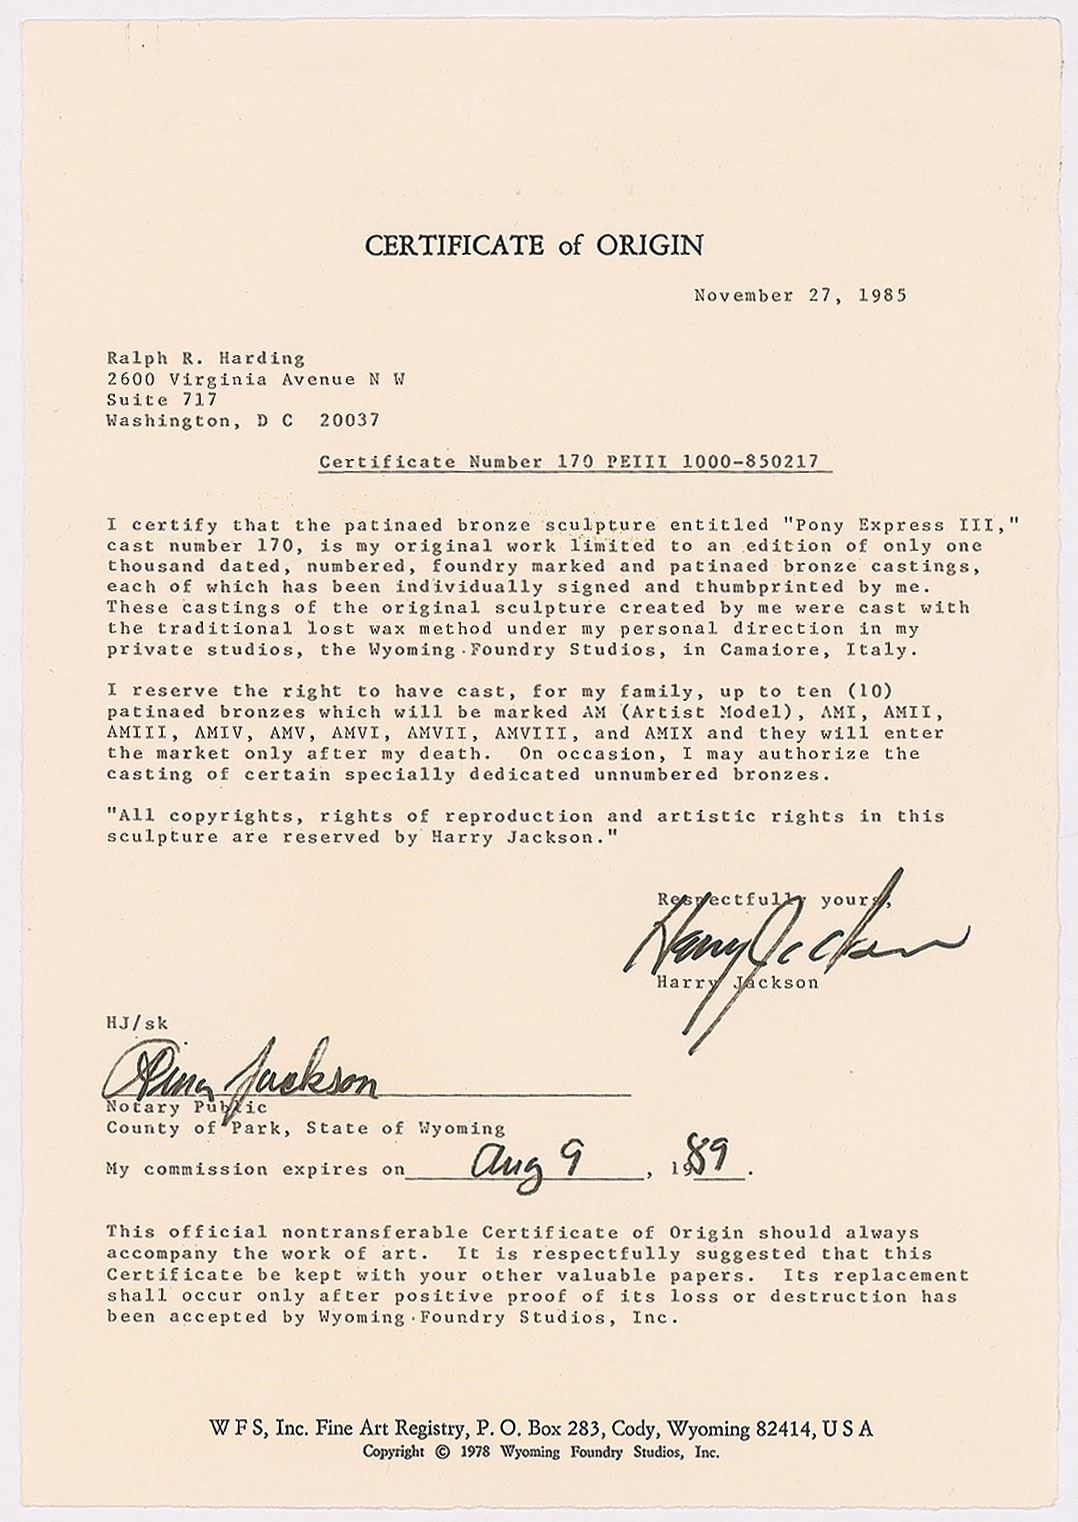 CERTIFICATE of ORIGIN
November 27, 1985
Ralph R. Harding
2600 Virginia Avenue N W
Suite 717
Washington, D C  20037
Certificate Number 170 PEIII 1000-850217
I certify that the patinaed bronze sculpture entitled "Pony Express III,"
cast number 170, is my original work limited to an edition of only one
thousand dated, numbered, foundry marked and patinaed bronze castings,
each of which has been individually signed and thumbprinted by me.
These castings of the original sculpture created by me were cast with
the traditional lost wax method under my personal direction in my
private studios, the Wyoming·Foundry Studios, in Camaiore, Italy.
I reserve the right to have cast, for my family, up to ten (10)
patinaed bronzes which will be marked AM (Artist Model), AMI, AMII,
AMIII, AMIV, AMV, AMVI, AMVII, AMVIII, and AMIX and they will enter
the market only after my death.  On occasion, I may authorize the
casting of certain specially dedicated unnumbered bronzes.
"All copyrights, rights of reproduction and artistic rights in this
sculpture are reserved by Harry Jackson."
Respectfully yours,
Harry Jackson
Harry Jackson
HJ/sk
Jackson
Notary Public
County of Park, State of Wyoming
My commission expires on Aug 9, 1989.
This official nontransferable Certificate of Origin should always
accompany the work of art.  It is respectfully suggested that this
Certificate be kept with your other valuable papers.  Its replacement
shall occur only after positive proof of its loss or destruction has
been accepted by Wyoming·Foundry Studios, Inc.
W F S, Inc. Fine Art Registry, P. O. Box 283, Cody, Wyoming 82414, U S A
Copyright © 1978 Wyoming Foundry Studios, Inc.